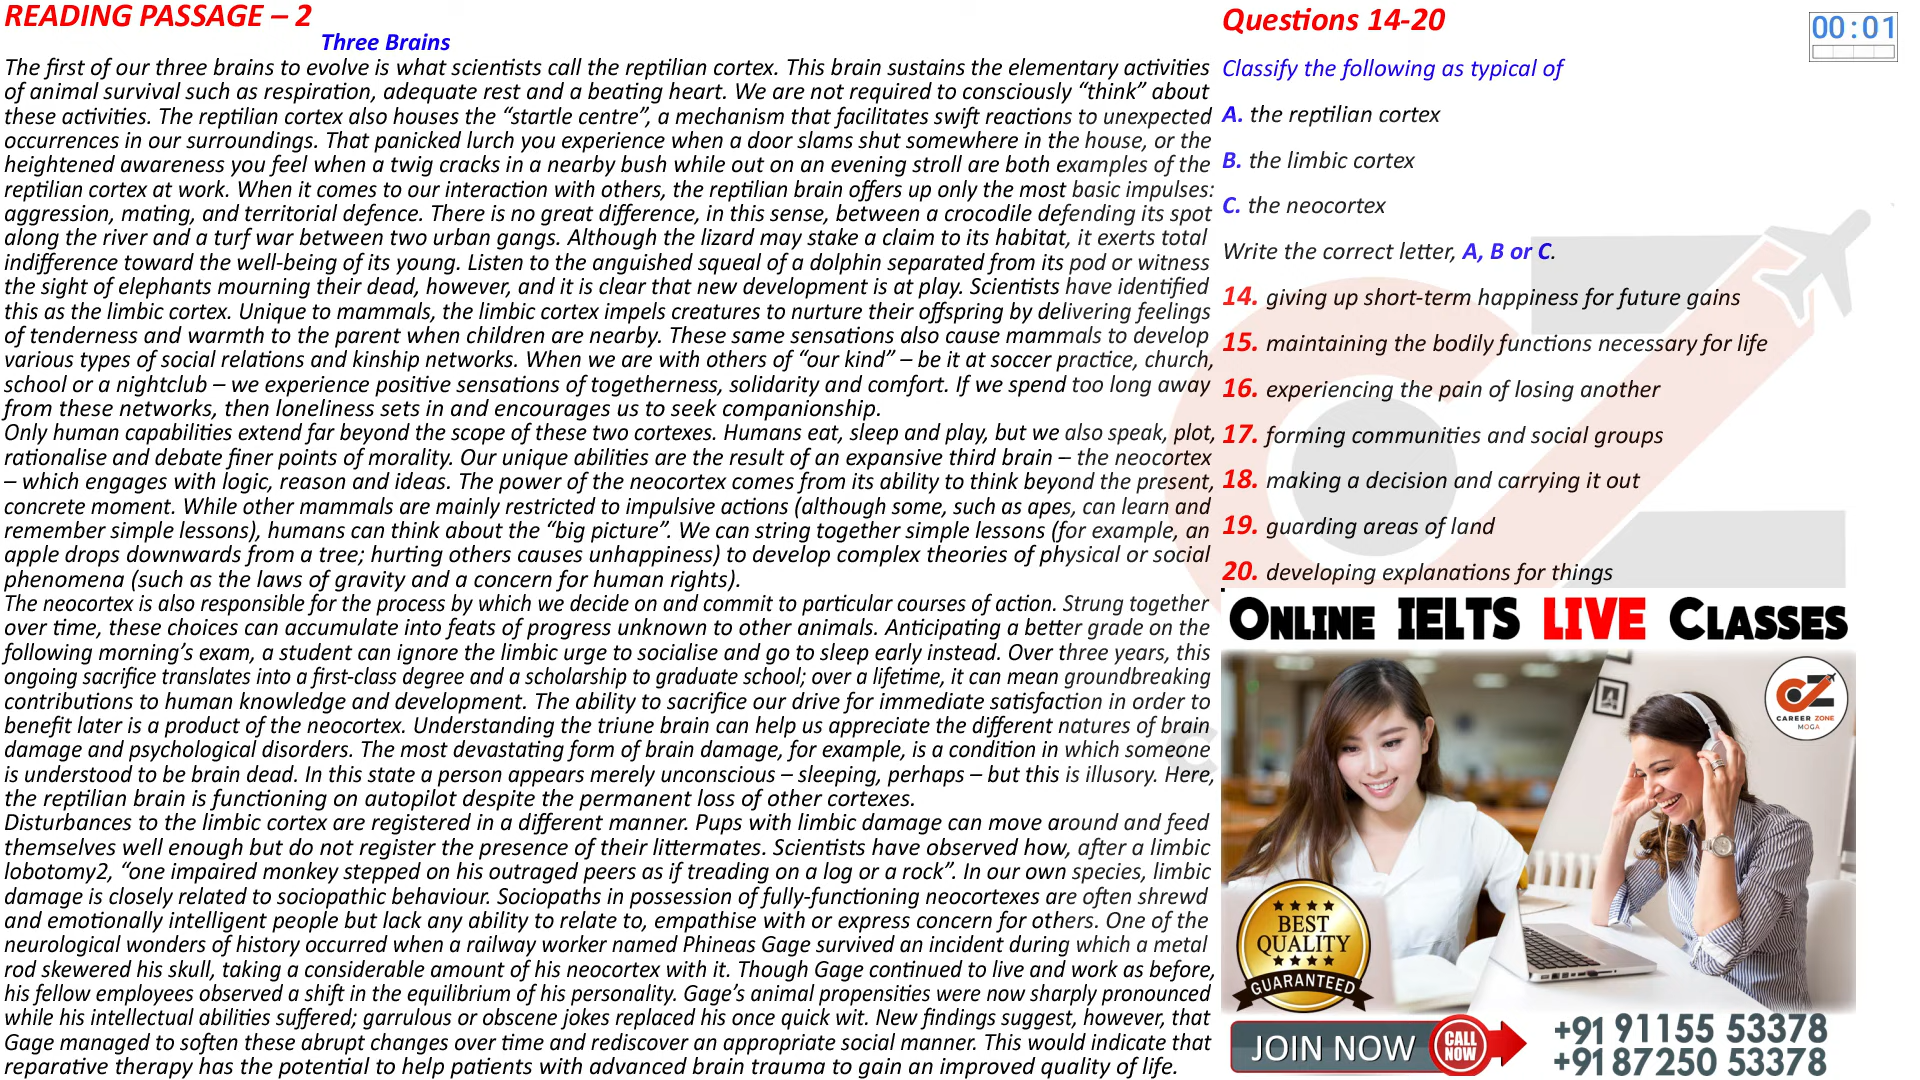 READING PASSAGE – 2
Three Brains
The first of our three brains to evolve is what scientists call the reptilian cortex. This brain sustains the elementary activities
of animal survival such as respiration, adequate rest and a beating heart. We are not required to consciously “think” about
these activities. The reptilian cortex also houses the “startle centre”, a mechanism that facilitates swift reactions to unexpected
occurrences in our surroundings. That panicked lurch you experience when a door slams shut somewhere in the house, or the
heightened awareness you feel when a twig cracks in a nearby bush while out on an evening stroll are both examples of the
reptilian cortex at work. When it comes to our interaction with others, the reptilian brain offers up only the most basic impulses:
aggression, mating, and territorial defence. There is no great difference, in this sense, between a crocodile defending its spot
along the river and a turf war between two urban gangs. Although the lizard may stake a claim to its habitat, it exerts total
indifference toward the well-being of its young. Listen to the anguished squeal of a dolphin separated from its pod or witness
the sight of elephants mourning their dead, however, and it is clear that new development is at play. Scientists have identified
this as the limbic cortex. Unique to mammals, the limbic cortex impels creatures to nurture their offspring by delivering feelings
of tenderness and warmth to the parent when children are nearby. These same sensations also cause mammals to develop
various types of social relations and kinship networks. When we are with others of “our kind” – be it at soccer practice, church,
school or a nightclub – we experience positive sensations of togetherness, solidarity and comfort. If we spend too long away
from these networks, then loneliness sets in and encourages us to seek companionship.
Only human capabilities extend far beyond the scope of these two cortexes. Humans eat, sleep and play, but we also speak, plot,
rationalise and debate finer points of morality. Our unique abilities are the result of an expansive third brain – the neocortex
– which engages with logic, reason and ideas. The power of the neocortex comes from its ability to think beyond the present,
concrete moment. While other mammals are mainly restricted to impulsive actions (although some, such as apes, can learn and
remember simple lessons), humans can think about the “big picture”. We can string together simple lessons (for example, an
apple drops downwards from a tree; hurting others causes unhappiness) to develop complex theories of physical or social
phenomena (such as the laws of gravity and a concern for human rights).
The neocortex is also responsible for the process by which we decide on and commit to particular courses of action. Strung together
over time, these choices can accumulate into feats of progress unknown to other animals. Anticipating a better grade on the
following morning’s exam, a student can ignore the limbic urge to socialise and go to sleep early instead. Over three years, this
ongoing sacrifice translates into a first-class degree and a scholarship to graduate school; over a lifetime, it can mean groundbreaking
contributions to human knowledge and development. The ability to sacrifice our drive for immediate satisfaction in order to
benefit later is a product of the neocortex. Understanding the triune brain can help us appreciate the different natures of brain
damage and psychological disorders. The most devastating form of brain damage, for example, is a condition in which someone
is understood to be brain dead. In this state a person appears merely unconscious – sleeping, perhaps – but this is illusory. Here,
the reptilian brain is functioning on autopilot despite the permanent loss of other cortexes.
Disturbances to the limbic cortex are registered in a different manner. Pups with limbic damage can move around and feed
themselves well enough but do not register the presence of their littermates. Scientists have observed how, after a limbic
lobotomy2, “one impaired monkey stepped on his outraged peers as if treading on a log or a rock”. In our own species, limbic
damage is closely related to sociopathic behaviour. Sociopaths in possession of fully-functioning neocortexes are often shrewd
and emotionally intelligent people but lack any ability to relate to, empathise with or express concern for others. One of the
neurological wonders of history occurred when a railway worker named Phineas Gage survived an incident during which a metal
rod skewered his skull, taking a considerable amount of his neocortex with it. Though Gage continued to live and work as before,
his fellow employees observed a shift in the equilibrium of his personality. Gage’s animal propensities were now sharply pronounced
while his intellectual abilities suffered; garrulous or obscene jokes replaced his once quick wit. New findings suggest, however, that
Gage managed to soften these abrupt changes over time and rediscover an appropriate social manner. This would indicate that
reparative therapy has the potential to help patients with advanced brain trauma to gain an improved quality of life.
Questions 14-20
00:01
Classify the following as typical of
A. the reptilian cortex
B. the limbic cortex
C. the neocortex
Write the correct letter, A, B or C.
14. giving up short-term happiness for future gains
15. maintaining the bodily functions necessary for life
16. experiencing the pain of losing another
17. forming communities and social groups
18. making a decision and carrying it out
19. guarding areas of land
20. developing explanations for things
ONLINE IELTS LIVE CLASSES
CAREER ZONE
MOGA
BEST
QUALITY
GUARANTEED
JOIN NOW
CALL
NOW
+91 91155 53378
+91 87250 53378